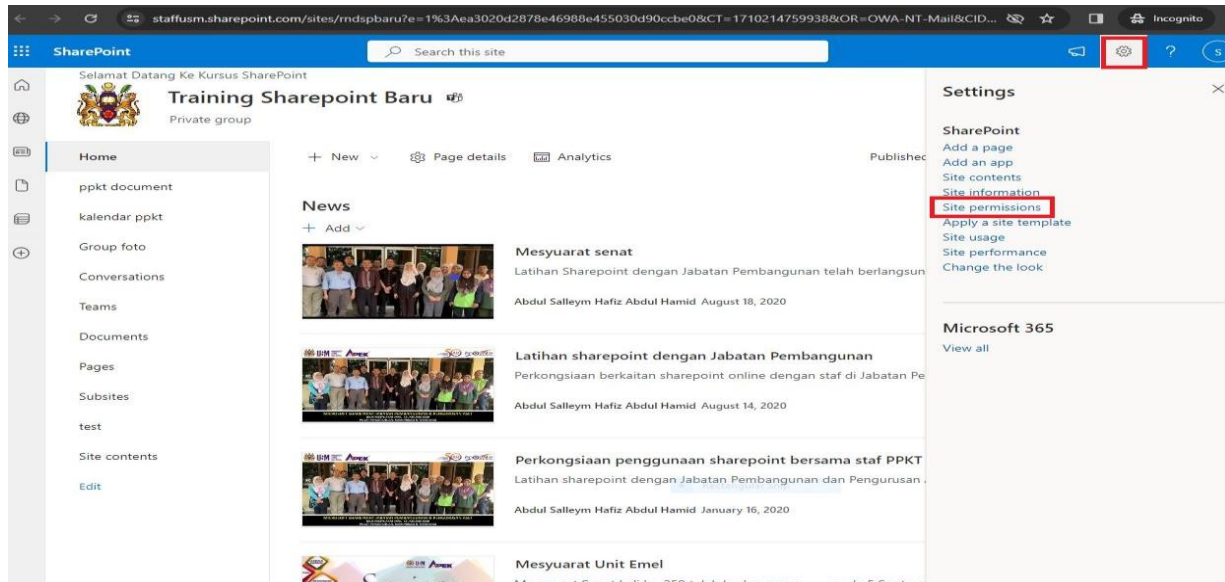 staffusm.sharepoint.com/sites/rndspbaru?e=1%3Aea3020d2878e46988e455030d90ccbe0&CT=1710214759938&OR=OWA-NT-Mail&CID... Incognito
SharePoint
Search this site
? S
Selamat Datang Ke Kursus SharePoint
Training Sharepoint Baru
Private group
Home
ppkt document
kalendar ppkt
Group foto
Conversations
Teams
Documents
Pages
Subsites
test
Site contents
Edit
+ New
Page details
Analytics
Published
News
+ Add
Mesyuarat senat
Latihan Sharepoint dengan Jabatan Pembangunan telah berlangsun
Abdul Salleym Hafiz Abdul Hamid August 18, 2020
Latihan sharepoint dengan Jabatan Pembangunan
Perkongsiaan berkaitan sharepoint online dengan staf di Jabatan Pe
Abdul Salleym Hafiz Abdul Hamid August 14, 2020
Perkongsiaan penggunaan sharepoint bersama staf PPKT
Latihan sharepoint dengan Jabatan Pembangunan dan Pengurusan
Abdul Salleym Hafiz Abdul Hamid January 16, 2020
Mesyuarat Unit Emel
Settings
SharePoint
Add a page
Add an app
Site contents
Site information
Site permissions
Apply a site template
Site usage
Site performance
Change the look
Microsoft 365
View all